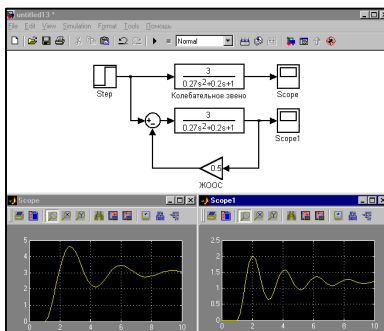 untitled13 *
File Edit View Simulation Format Tools Помощь
Normal
3
0.27s²+0.2s+1
Step
Колебательное звено
Scope
3
0.27s²+0.2s+1
Scope1
0.5
ЖООС
Scope
Scope1
5
4
3
2
1
0
0 2 4 6 8 10
2.5
2
1.5
1
0.5
0
0 2 4 6 8 10